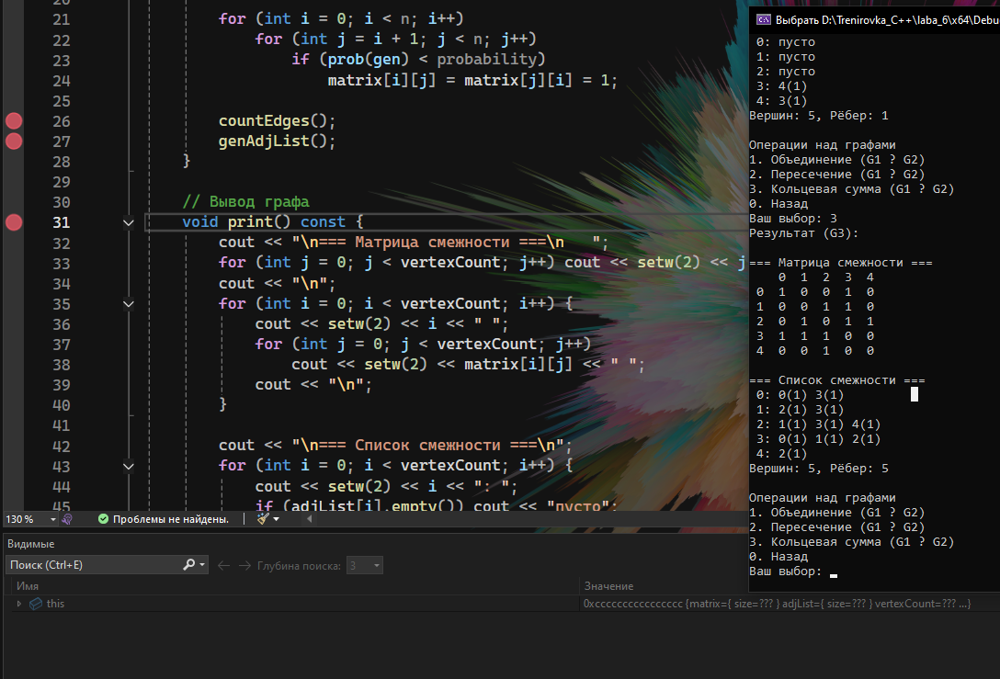 20
21 for (int i = 0; i < n; i++)
22 for (int j = i + 1; j < n; j++)
23 if (prob(gen) < probability)
24 matrix[i][j] = matrix[j][i] = 1;
25
26 countEdges();
27 genAdjList();
28 }
29
30 // Вывод графа
31 void print() const {
32 cout << "\n=== Матрица смежности ===\n   ";
33 for (int j = 0; j < vertexCount; j++) cout << setw(2) << j
34 cout << "\n";
35 for (int i = 0; i < vertexCount; i++) {
36 cout << setw(2) << i << " ";
37 for (int j = 0; j < vertexCount; j++)
38 cout << setw(2) << matrix[i][j] << " ";
39 cout << "\n";
40 }
41
42 cout << "\n=== Список смежности ===\n";
43 for (int i = 0; i < vertexCount; i++) {
44 cout << setw(2) << i << ": ";
45 if (adjList[i].empty()) cout << "пусто";
130 %
Проблемы не найдены.
Видимые
Поиск (Ctrl+E)
Глубина поиска: 3
Имя Значение
this 0xcccccccccccccccc {matrix={ size=??? } adjList={ size=??? } vertexCount=??? ...}
Выбрать D:\Trenirovka_C++\laba_6\x64\Debu
0: пусто
1: пусто
2: пусто
3: 4(1)
4: 3(1)
Вершин: 5, Рёбер: 1
Операции над графами
1. Объединение (G1 ? G2)
2. Пересечение (G1 ? G2)
3. Кольцевая сумма (G1 ? G2)
0. Назад
Ваш выбор: 3
Результат (G3):
=== Матрица смежности ===
0 1 2 3 4
0 1 0 0 1 0
1 0 0 1 1 0
2 0 1 0 1 1
3 1 1 1 0 0
4 0 0 1 0 0
=== Список смежности ===
0: 0(1) 3(1)
1: 2(1) 3(1)
2: 1(1) 3(1) 4(1)
3: 0(1) 1(1) 2(1)
4: 2(1)
Вершин: 5, Рёбер: 5
Операции над графами
1. Объединение (G1 ? G2)
2. Пересечение (G1 ? G2)
3. Кольцевая сумма (G1 ? G2)
0. Назад
Ваш выбор: